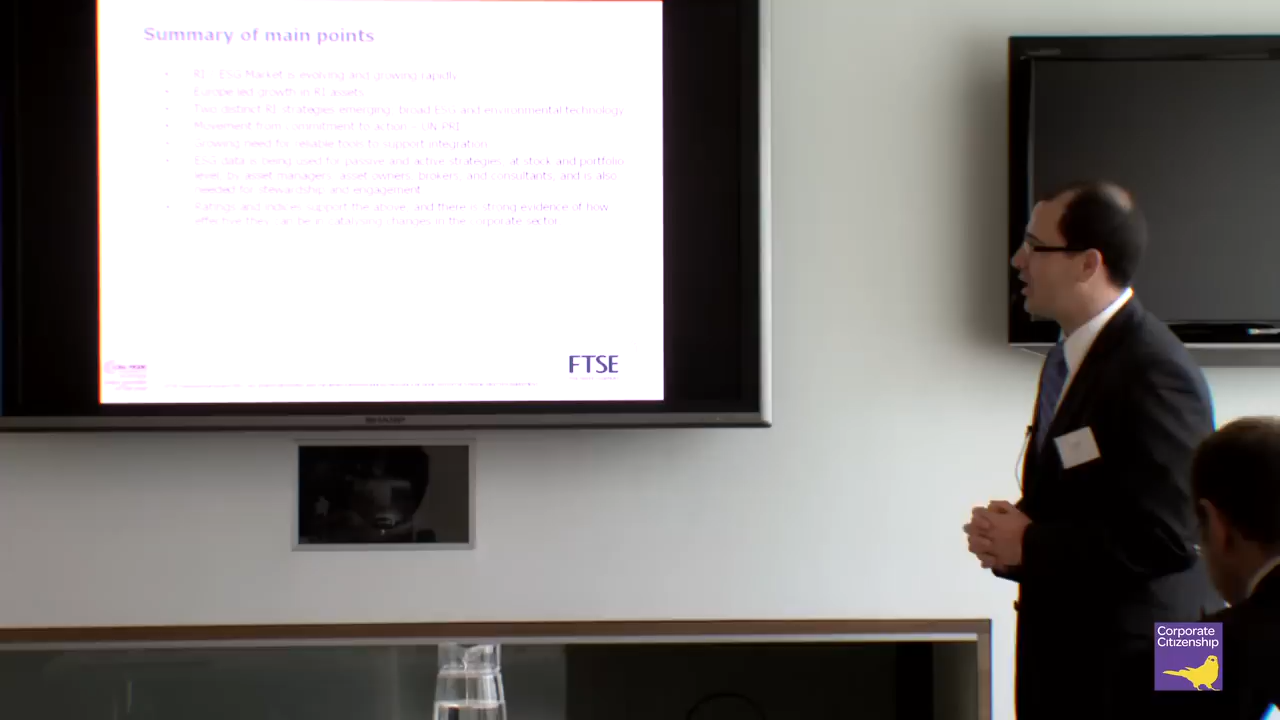 Summary of main points
RI - ESG Market is evolving and growing rapidly
Europe led growth in RI assets
Two distinct RI strategies emerging: broad ESG and environmental technology
Movement from commitment to action – UN PRI
Growing need for reliable tools to support integration
ESG data is being used for passive and active strategies, at stock and portfolio
level, by asset managers, asset owners, brokers, and consultants, and is also
needed for stewardship and engagement
Ratings and indices support the above, and there is strong evidence of how
effective they can be in catalysing changes in the corporate sector
FTSE
SHARP
Corporate
Citizenship